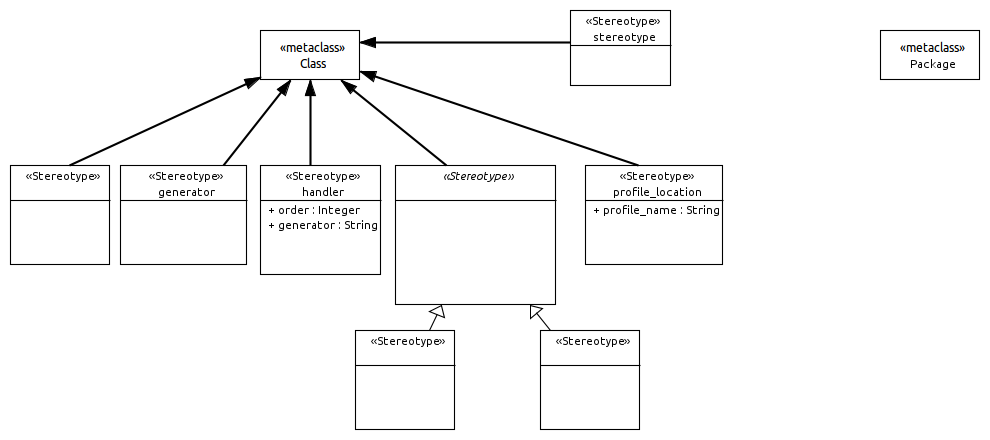 «Stereotype»
stereotype
«metaclass»
Class
«metaclass»
Package
«Stereotype»
«Stereotype»
generator
«Stereotype»
handler
+ order : Integer
+ generator : String
«Stereotype»
«Stereotype»
profile_location
+ profile_name : String
«Stereotype»
«Stereotype»